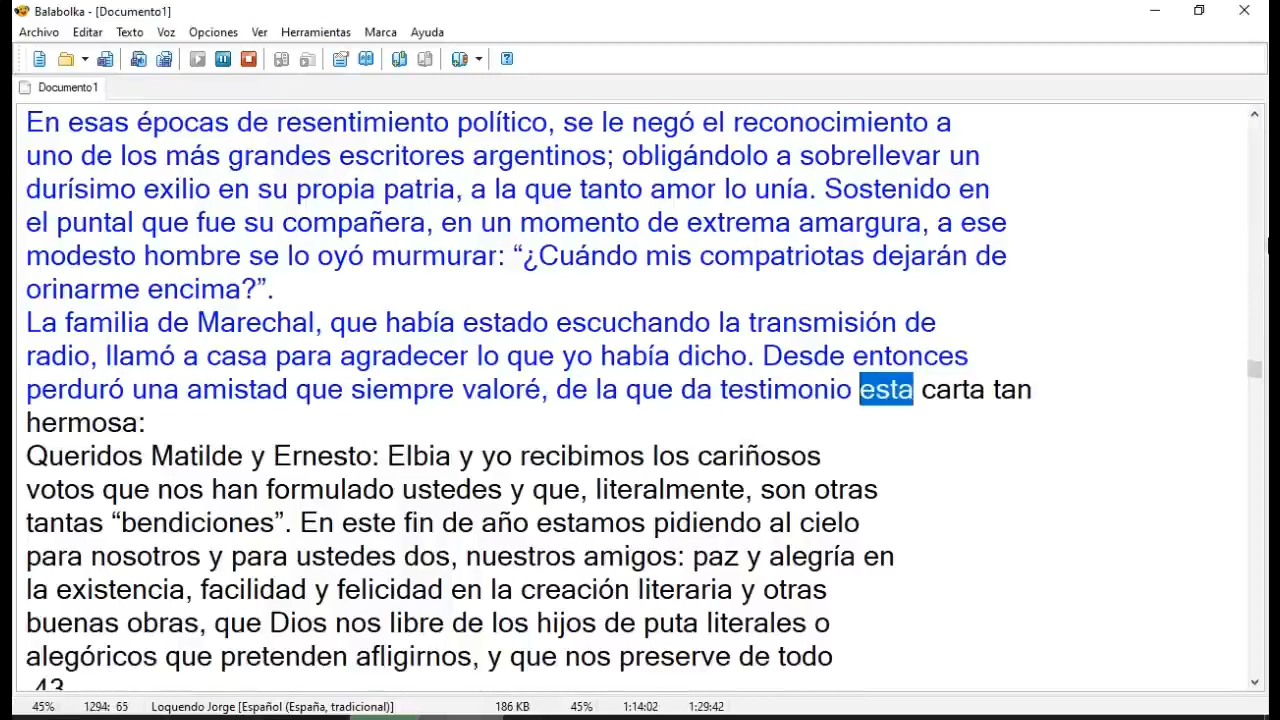 Balabolka - [Documento1]
Archivo Editar Texto Voz Opciones Ver Herramientas Marca Ayuda
Documento1
En esas épocas de resentimiento político, se le negó el reconocimiento a
uno de los más grandes escritores argentinos; obligándolo a sobrellevar un
durísimo exilio en su propia patria, a la que tanto amor lo unía. Sostenido en
el puntal que fue su compañera, en un momento de extrema amargura, a ese
modesto hombre se lo oyó murmurar: “¿Cuándo mis compatriotas dejarán de
orinarme encima?”.
La familia de Marechal, que había estado escuchando la transmisión de
radio, llamó a casa para agradecer lo que yo había dicho. Desde entonces
perduró una amistad que siempre valoré, de la que da testimonio esta carta tan
hermosa:
Queridos Matilde y Ernesto: Elbia y yo recibimos los cariñosos
votos que nos han formulado ustedes y que, literalmente, son otras
tantas “bendiciones”. En este fin de año estamos pidiendo al cielo
para nosotros y para ustedes dos, nuestros amigos: paz y alegría en
la existencia, facilidad y felicidad en la creación literaria y otras
buenas obras, que Dios nos libre de los hijos de puta literales o
alegóricos que pretenden afligirnos, y que nos preserve de todo
43
45% 1294: 65 Loquendo Jorge [Español (España, tradicional)] 186 KB 45% 1:14:02 1:29:42